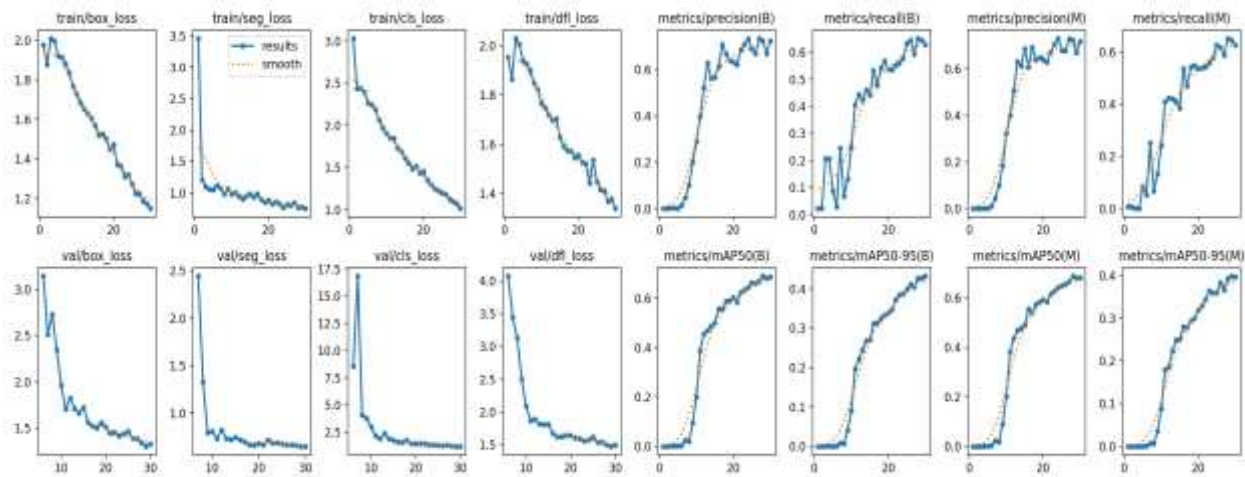 train/box_loss train/seg_loss train/cls_loss train/dfl_loss metrics/precision(B) metrics/recall(B) metrics/precision(M) metrics/recall(M)
results
smooth
2.0 1.8 1.6 1.4 1.2
3.5 3.0 2.5 2.0 1.5 1.0
3.0 2.5 2.0 1.5 1.0
2.0 1.8 1.6 1.4
0.6 0.4 0.2 0.0
0.6 0.5 0.4 0.3 0.2 0.1 0.0
0.6 0.4 0.2 0.0
0.6 0.4 0.2 0.0
0 20 0 20 0 20 0 20 0 20 0 20 0 20 0 20
val/box_loss val/seg_loss val/cls_loss val/dfl_loss metrics/mAP50(B) metrics/mAP50-95(B) metrics/mAP50(M) metrics/mAP50-95(M)
3.0 2.5 2.0 1.5
2.5 2.0 1.5 1.0
17.5 15.0 12.5 10.0 7.5 5.0 2.5
4.0 3.5 3.0 2.5 2.0 1.5
0.6 0.4 0.2 0.0
0.4 0.3 0.2 0.1 0.0
0.6 0.4 0.2 0.0
0.4 0.3 0.2 0.1 0.0
10 20 30 10 20 30 10 20 30 10 20 30 0 20 0 20 0 20 0 20